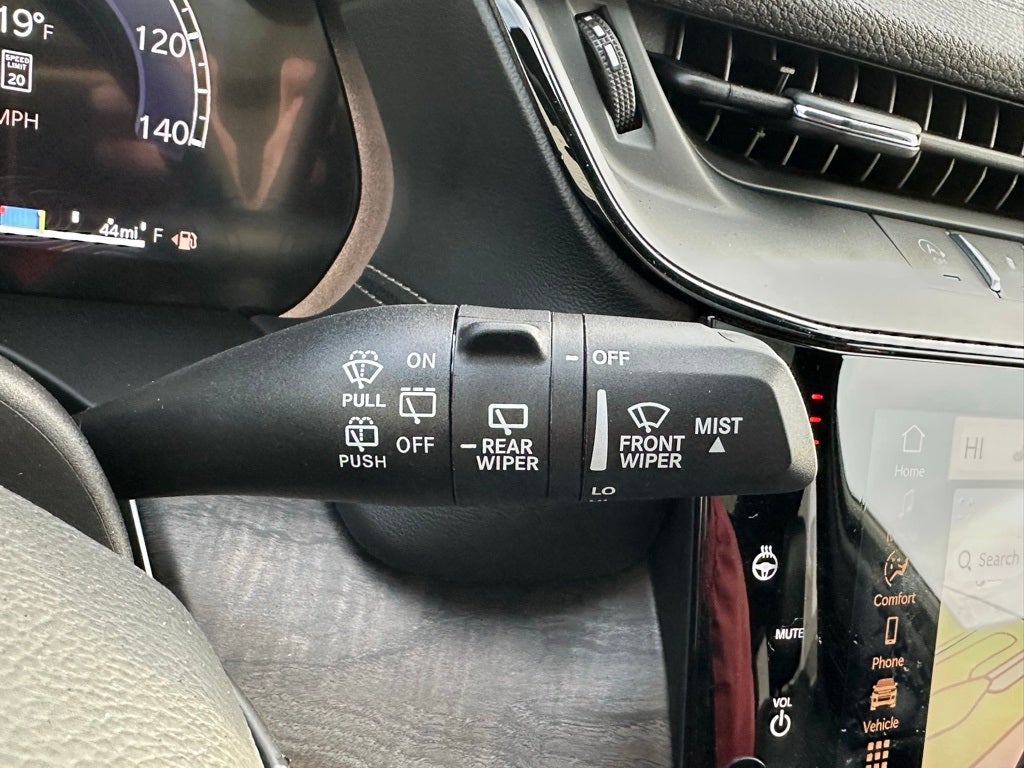 19°F
120
SPEED
LIMIT
20
MPH
140
44mi
F
ON
OFF
PULL
OFF
PUSH
REAR
WIPER
FRONT
WIPER
MIST
LO
Home
HI
Search
Comfort
MUTE
Phone
VOL
Vehicle